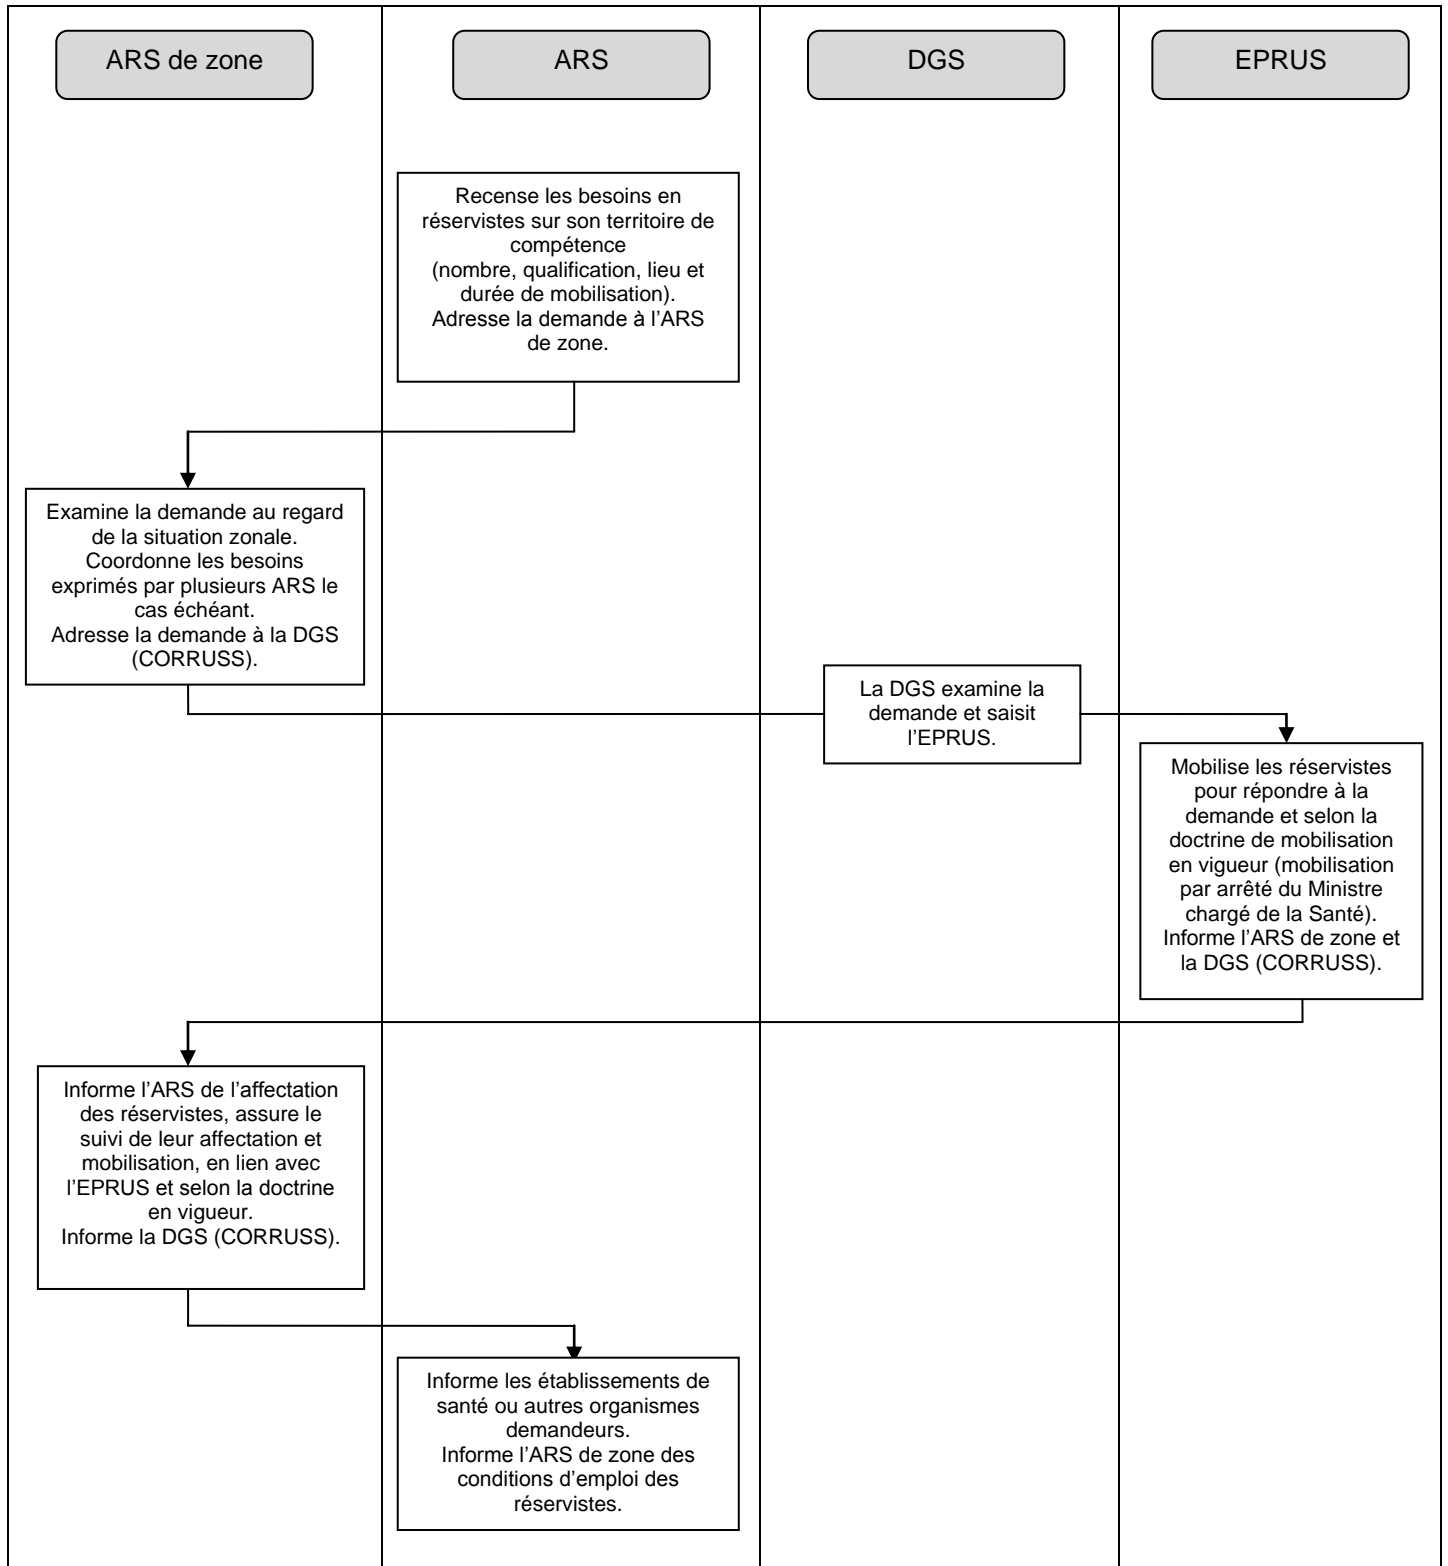 ARS de zone
ARS
DGS
EPRUS
Recense les besoins en
réservistes sur son territoire de
compétence
(nombre, qualification, lieu et
durée de mobilisation).
Adresse la demande à l’ARS
de zone.
Examine la demande au regard
de la situation zonale.
Coordonne les besoins
exprimés par plusieurs ARS le
cas échéant.
Adresse la demande à la DGS
(CORRUSS).
La DGS examine la
demande et saisit
l’EPRUS.
Mobilise les réservistes
pour répondre à la
demande et selon la
doctrine de mobilisation
en vigueur (mobilisation
par arrêté du Ministre
chargé de la Santé).
Informe l’ARS de zone et
la DGS (CORRUSS).
Informe l’ARS de l’affectation
des réservistes, assure le
suivi de leur affectation et
mobilisation, en lien avec
l’EPRUS et selon la doctrine
en vigueur.
Informe la DGS (CORRUSS).
Informe les établissements de
santé ou autres organismes
demandeurs.
Informe l’ARS de zone des
conditions d’emploi des
réservistes.